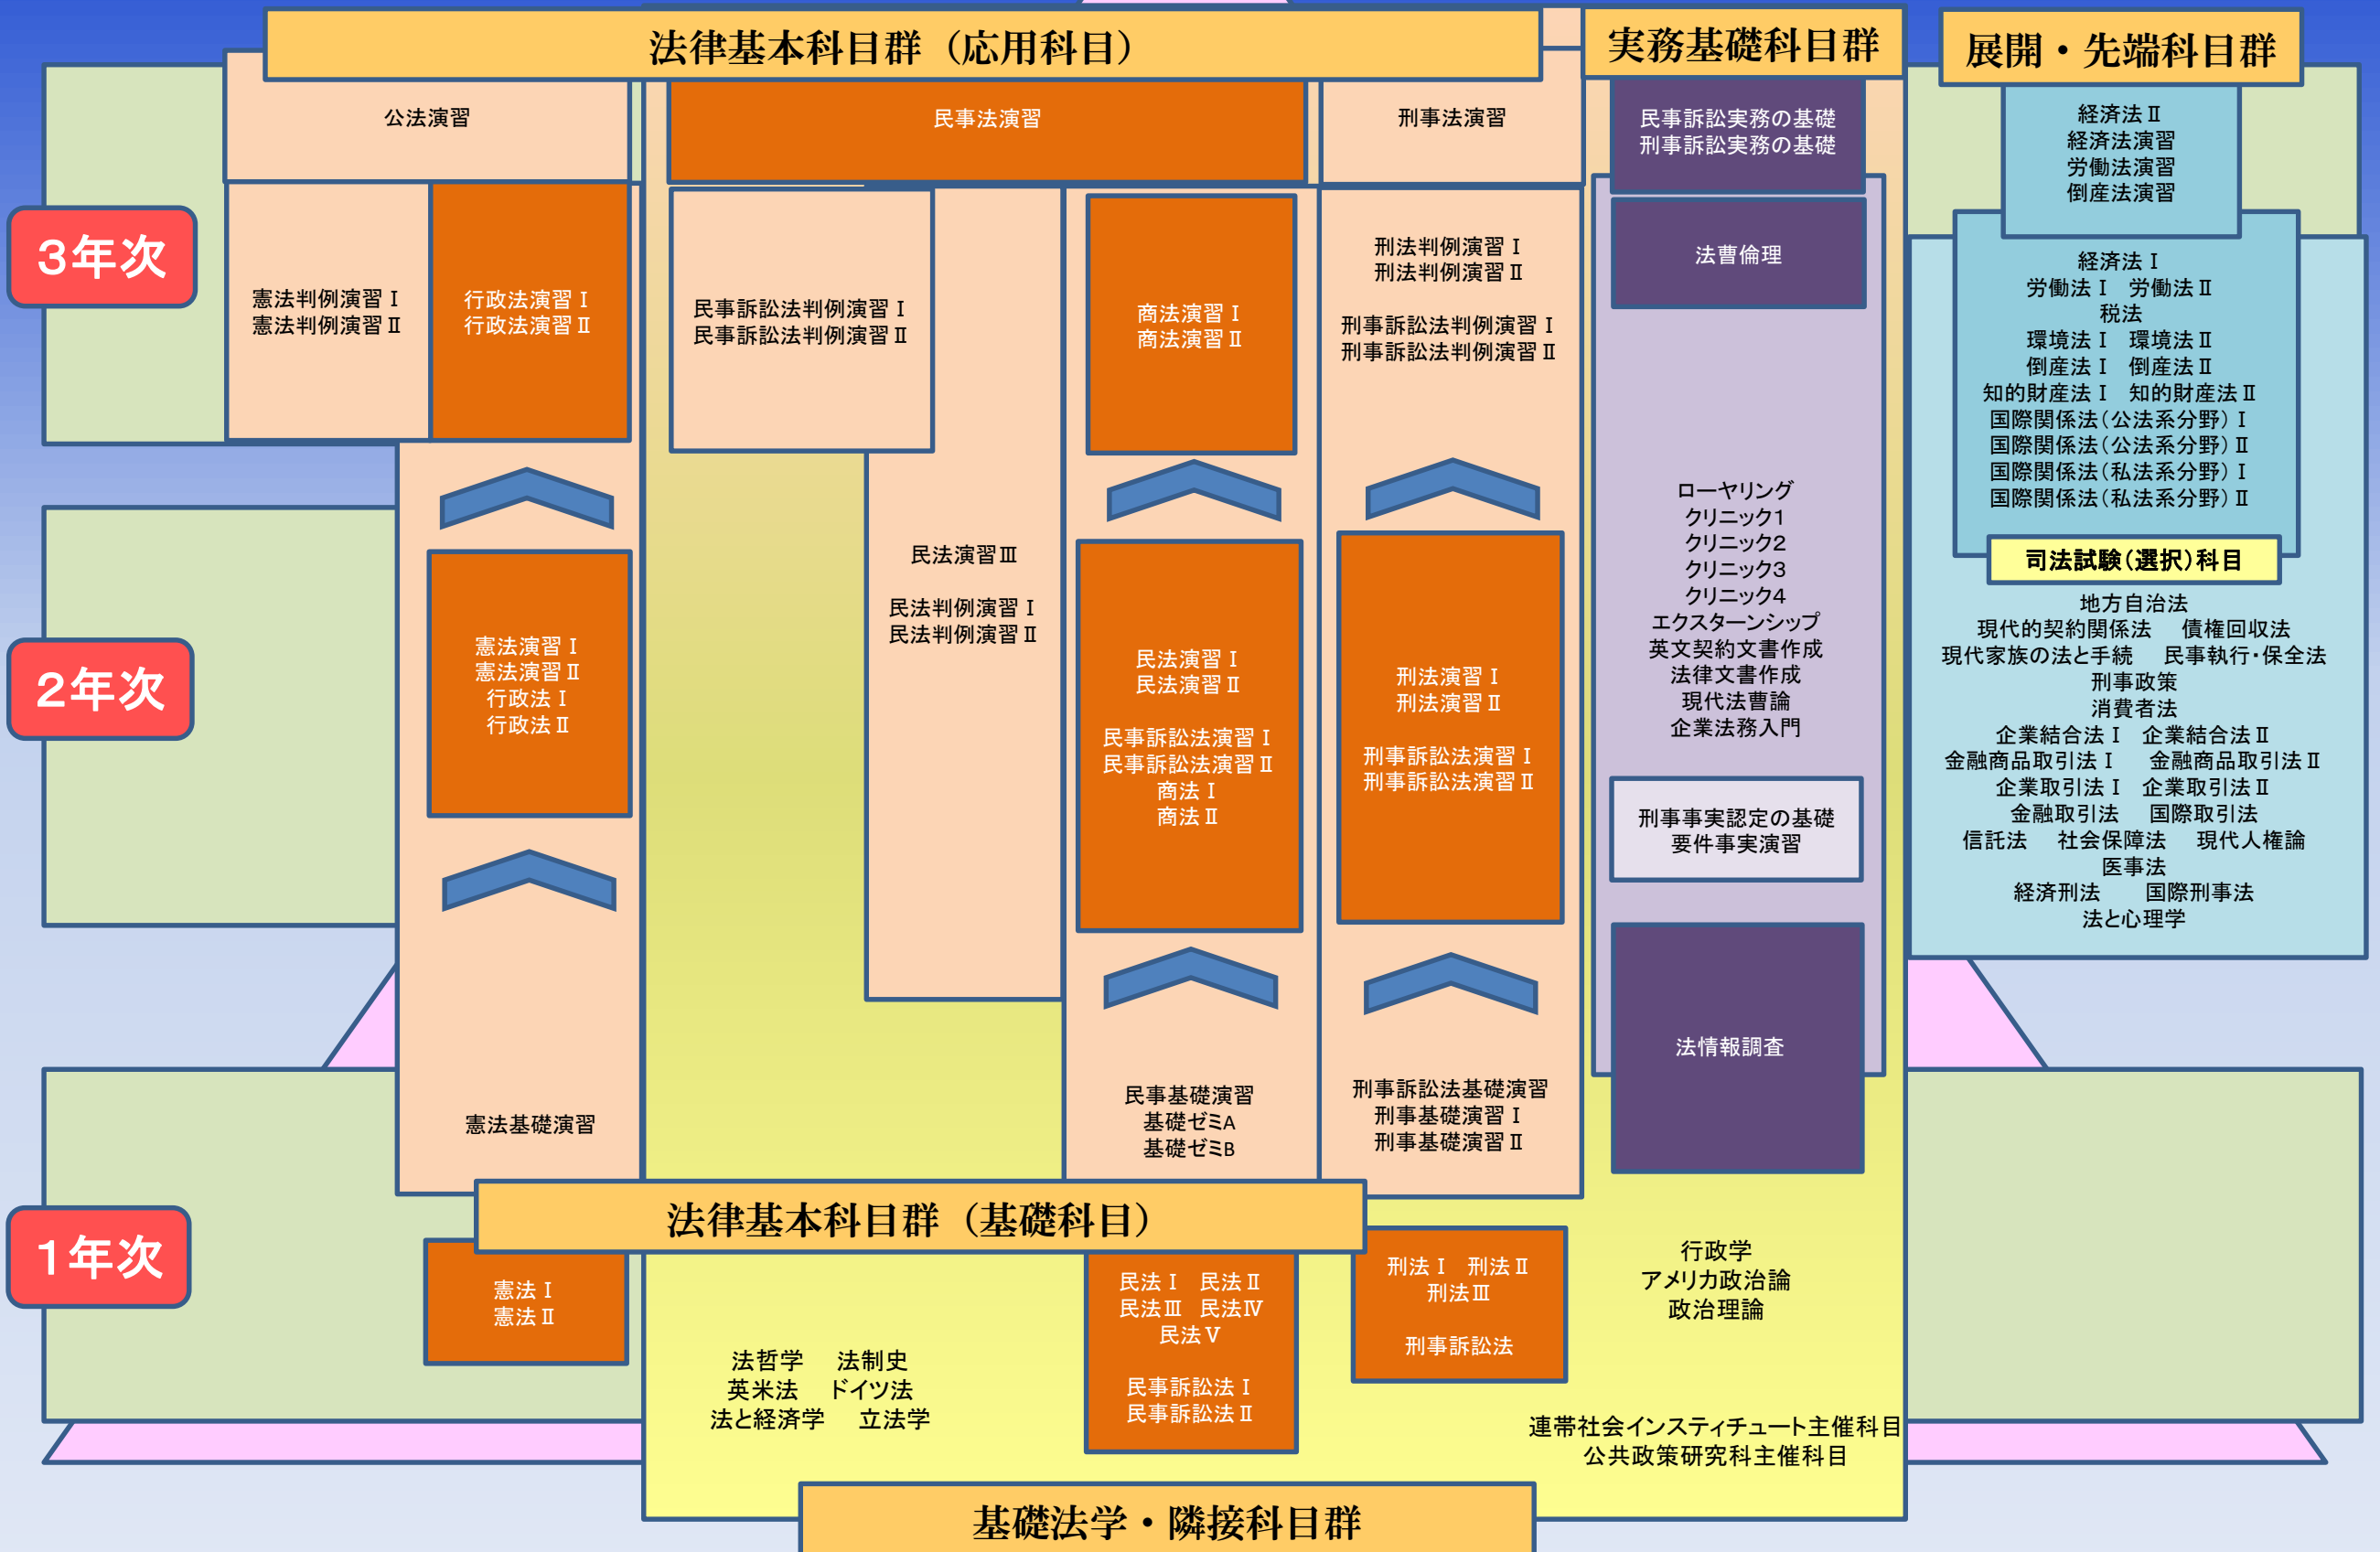 法律基本科目群（応用科目）
実務基礎科目群
展開・先端科目群
３年次
公法演習
憲法判例演習Ⅰ
憲法判例演習Ⅱ
行政法演習Ⅰ
行政法演習Ⅱ
民事法演習
民事訴訟法判例演習Ⅰ
民事訴訟法判例演習Ⅱ
商法演習Ⅰ
商法演習Ⅱ
刑事法演習
刑法判例演習Ⅰ
刑法判例演習Ⅱ
刑事訴訟法判例演習Ⅰ
刑事訴訟法判例演習Ⅱ
民事訴訟実務の基礎
刑事訴訟実務の基礎
法曹倫理
経済法Ⅱ
経済法演習
労働法演習
倒産法演習
経済法Ⅰ
労働法Ⅰ　労働法Ⅱ
税法
環境法Ⅰ　環境法Ⅱ
倒産法Ⅰ　倒産法Ⅱ
知的財産法Ⅰ　知的財産法Ⅱ
国際関係法（公法系分野）Ⅰ
国際関係法（公法系分野）Ⅱ
国際関係法（私法系分野）Ⅰ
国際関係法（私法系分野）Ⅱ
司法試験（選択）科目
２年次
憲法演習Ⅰ
憲法演習Ⅱ
行政法Ⅰ
行政法Ⅱ
民法演習Ⅲ
民法判例演習Ⅰ
民法判例演習Ⅱ
民法演習Ⅰ
民法演習Ⅱ
民事訴訟法演習Ⅰ
民事訴訟法演習Ⅱ
商法Ⅰ
商法Ⅱ
刑法演習Ⅰ
刑法演習Ⅱ
刑事訴訟法演習Ⅰ
刑事訴訟法演習Ⅱ
ローヤリング
クリニック1
クリニック2
クリニック3
クリニック4
エクスターンシップ
英文契約文書作成
法律文書作成
現代法曹論
企業法務入門
刑事事実認定の基礎
要件事実演習
地方自治法
現代的契約関係法　債権回収法
現代家族の法と手続　民事執行・保全法
刑事政策
消費者法
企業結合法Ⅰ　企業結合法Ⅱ
金融商品取引法Ⅰ　金融商品取引法Ⅱ
企業取引法Ⅰ　企業取引法Ⅱ
金融取引法　国際取引法
信託法　社会保障法　現代人権論
医事法
経済刑法　国際刑事法
法と心理学
法情報調査
憲法基礎演習
民事基礎演習
基礎ゼミA
基礎ゼミB
刑事訴訟法基礎演習
刑事基礎演習Ⅰ
刑事基礎演習Ⅱ
法律基本科目群（基礎科目）
１年次
憲法Ⅰ
憲法Ⅱ
民法Ⅰ　民法Ⅱ
民法Ⅲ　民法Ⅳ
民法Ⅴ
民事訴訟法Ⅰ
民事訴訟法Ⅱ
刑法Ⅰ　刑法Ⅱ
刑法Ⅲ
刑事訴訟法
行政学
アメリカ政治論
政治理論
法哲学　法制史
英米法　ドイツ法
法と経済学　立法学
連帯社会インスティチュート主催科目
公共政策研究科主催科目
基礎法学・隣接科目群